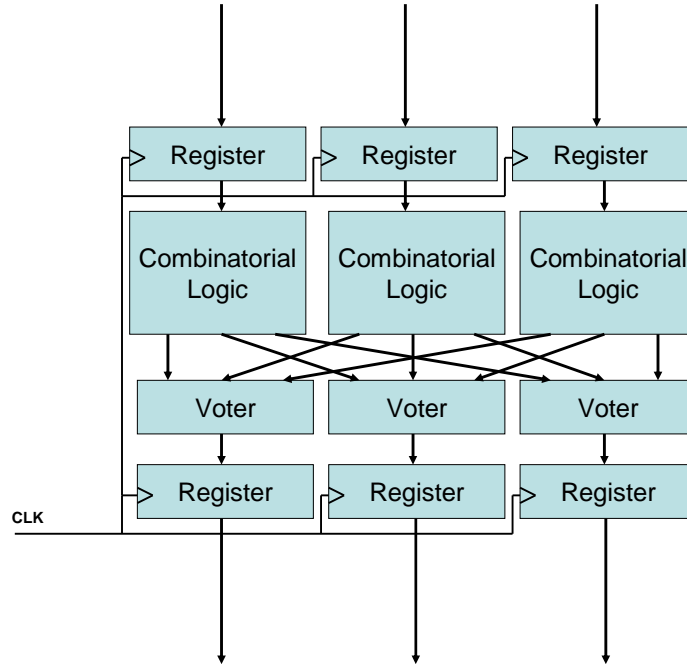 Register Register Register
Combinatorial Combinatorial Combinatorial
Logic Logic Logic
Voter Voter Voter
Register Register Register
CLK